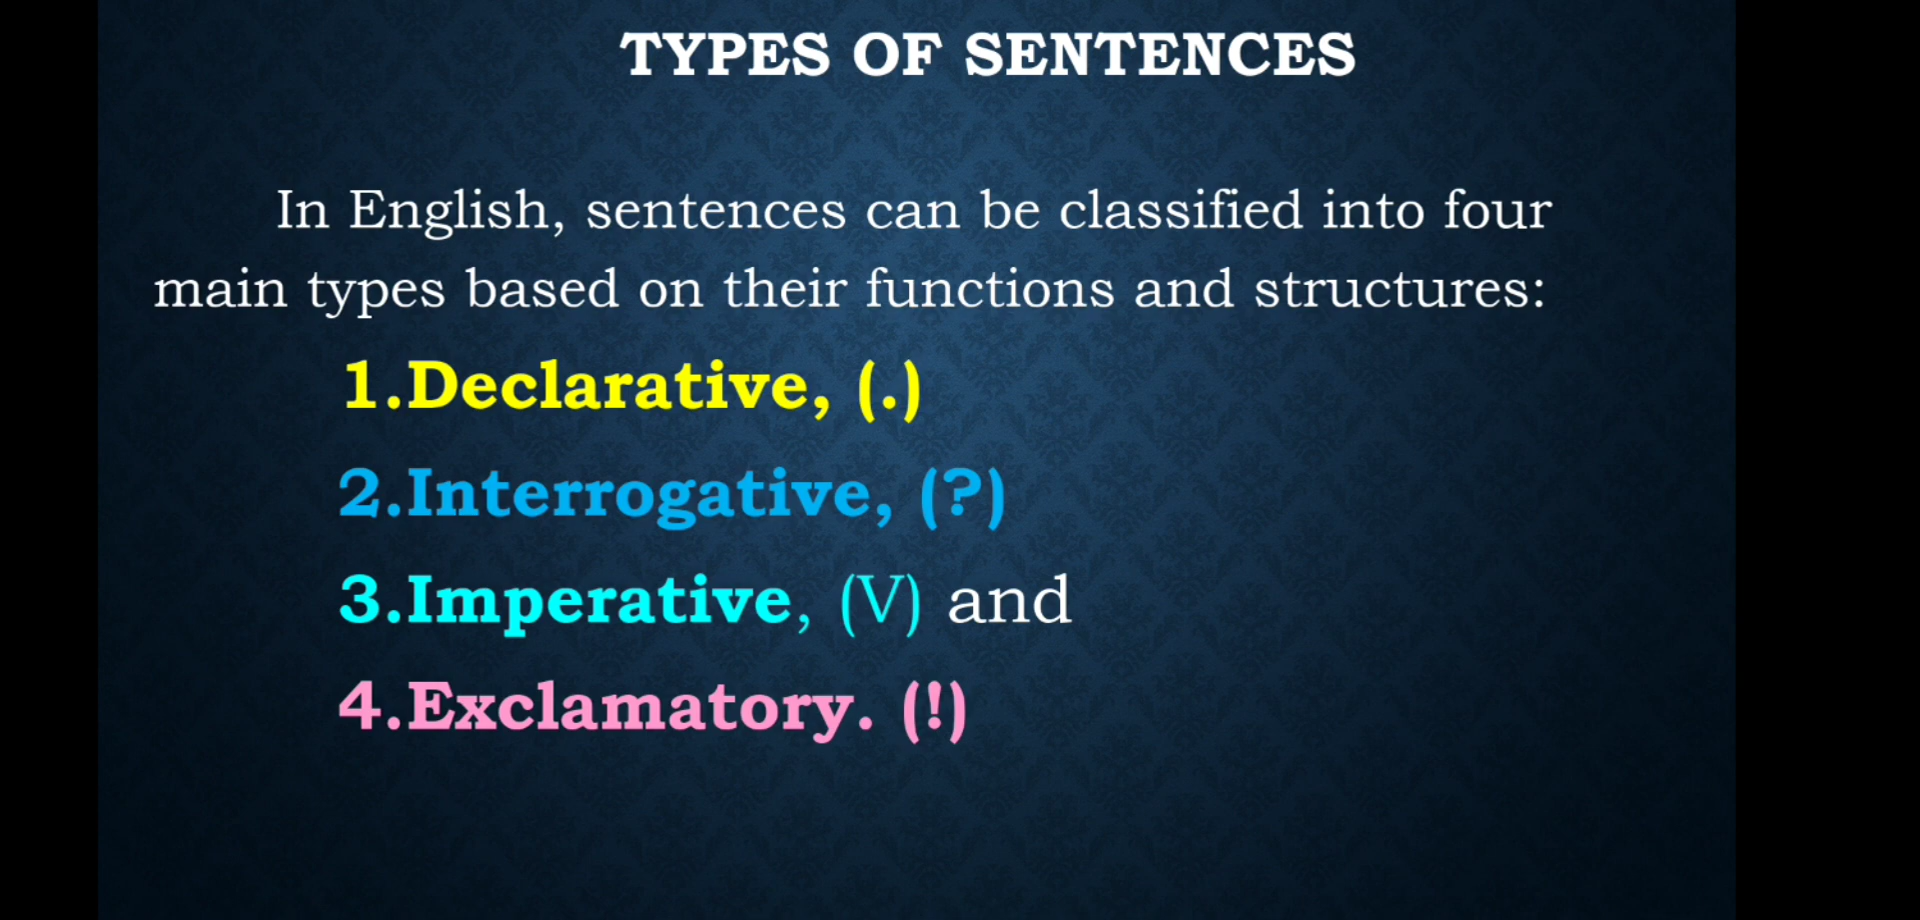 TYPES OF SENTENCES
In English, sentences can be classified into four
main types based on their functions and structures:
1.Declarative, (.)
2.Interrogative, (?)
3.Imperative, (V) and
4.Exclamatory. (!)